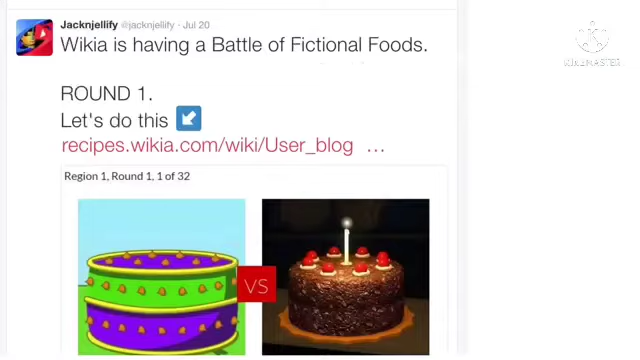 Jacknjellify @jacknjellify · Jul 20
Wikia is having a Battle of Fictional Foods.
ROUND 1.
Let's do this ↙
recipes.wikia.com/wiki/User_blog …
Region 1, Round 1, 1 of 32
VS
KINEMASTER